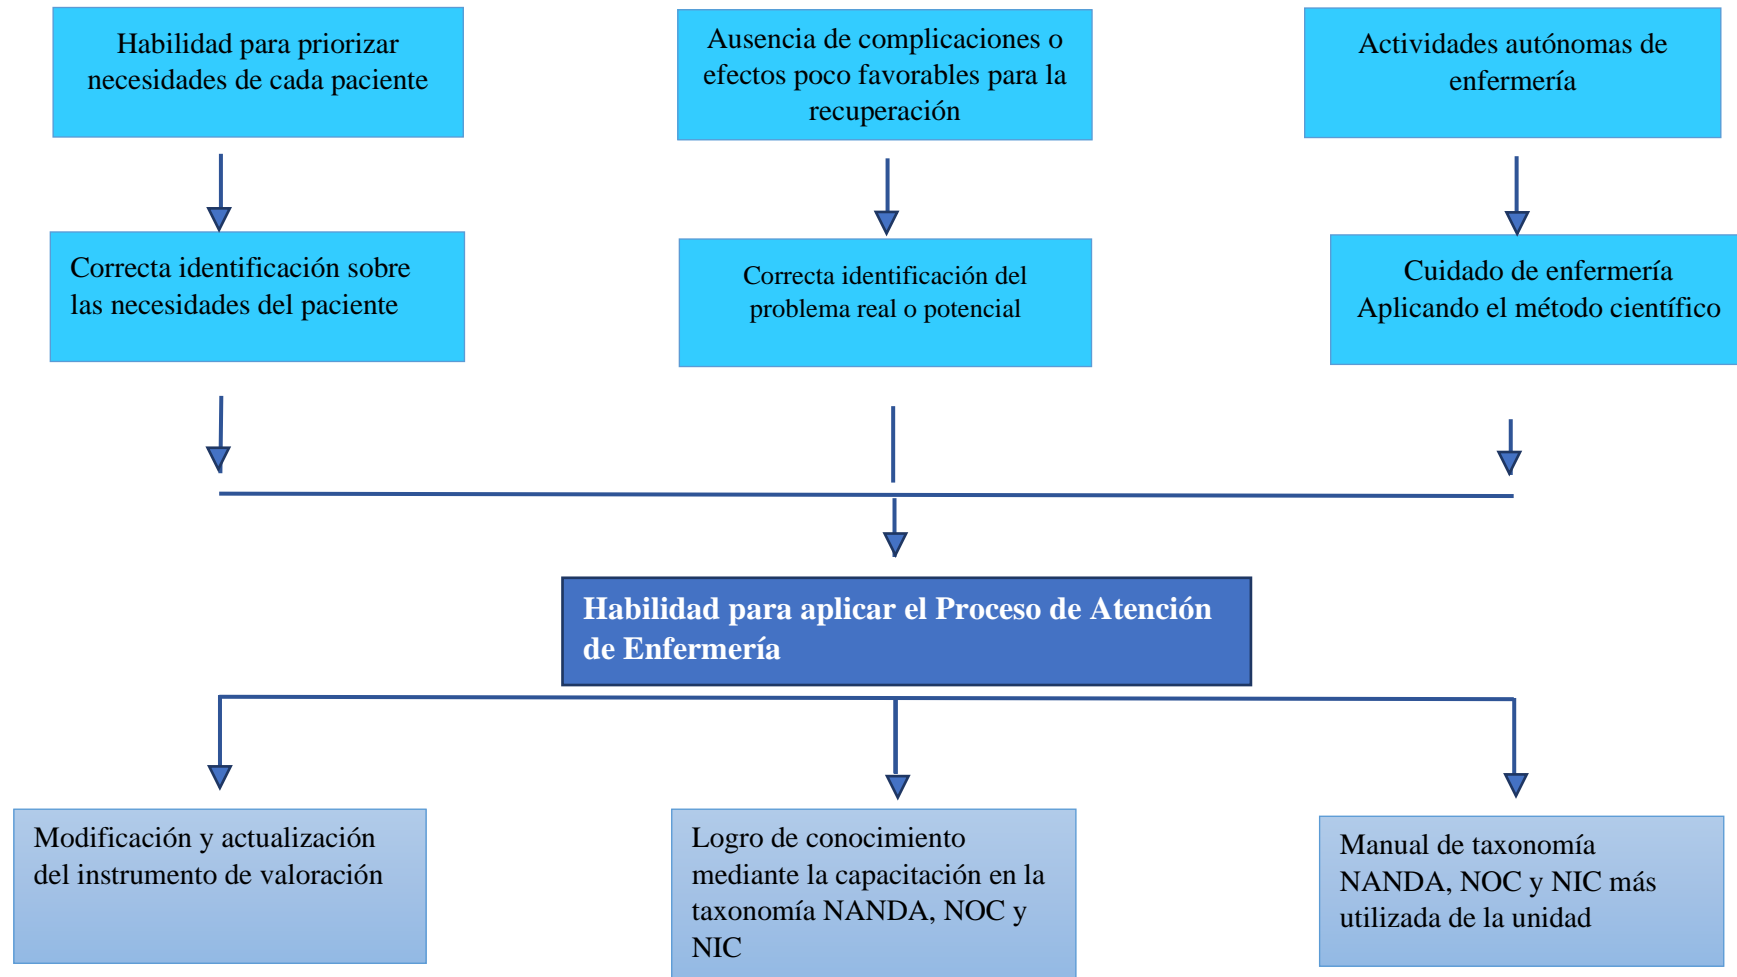 Habilidad para priorizar
necesidades de cada paciente
Ausencia de complicaciones o
efectos poco favorables para la
recuperación
Actividades autónomas de
enfermería
Correcta identificación sobre
las necesidades del paciente
Correcta identificación del
problema real o potencial
Cuidado de enfermería
Aplicando el método científico
Habilidad para aplicar el Proceso de Atención
de Enfermería
Modificación y actualización
del instrumento de valoración
Logro de conocimiento
mediante la capacitación en la
taxonomía NANDA, NOC y
NIC
Manual de taxonomía
NANDA, NOC y NIC más
utilizada de la unidad